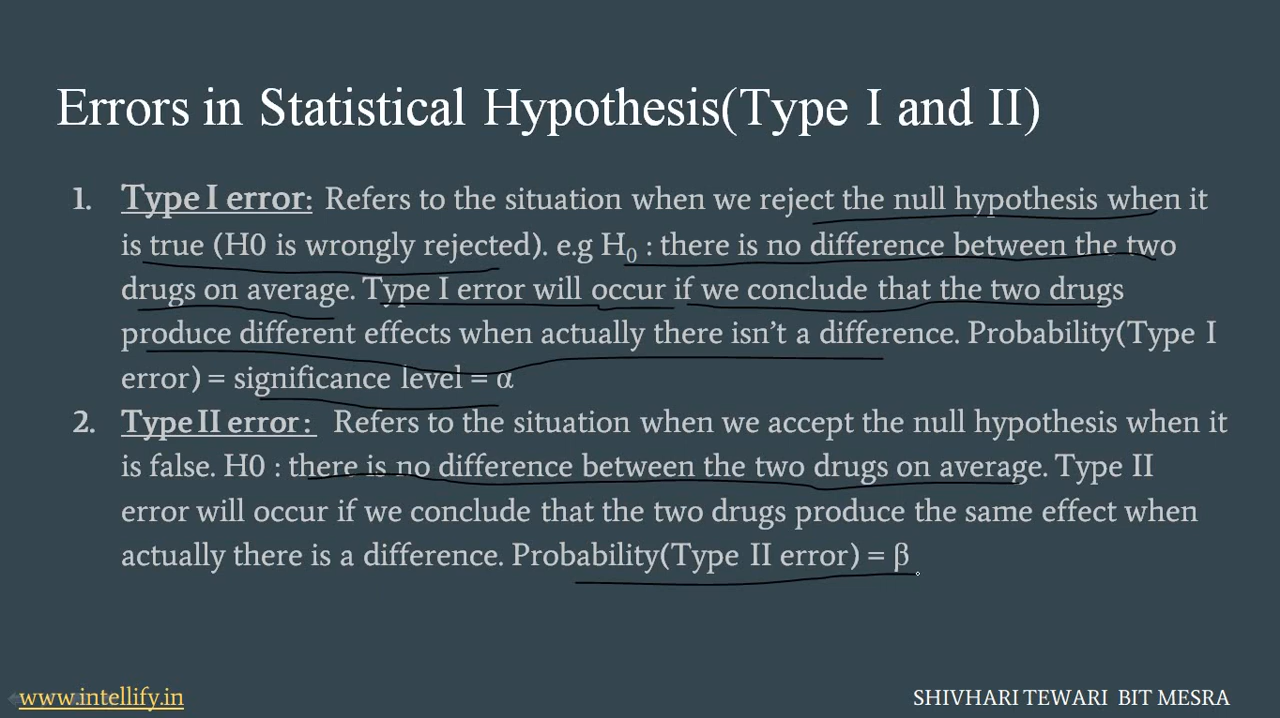 Errors in Statistical Hypothesis(Type I and II)
1. Type I error: Refers to the situation when we reject the null hypothesis when it
is true (H0 is wrongly rejected). e.g H₀ : there is no difference between the two
drugs on average. Type I error will occur if we conclude that the two drugs
produce different effects when actually there isn’t a difference. Probability(Type I
error) = significance level = α
2. Type II error : Refers to the situation when we accept the null hypothesis when it
is false. H0 : there is no difference between the two drugs on average. Type II
error will occur if we conclude that the two drugs produce the same effect when
actually there is a difference. Probability(Type II error) = β
www.intellify.in
SHIVHARI TEWARI BIT MESRA